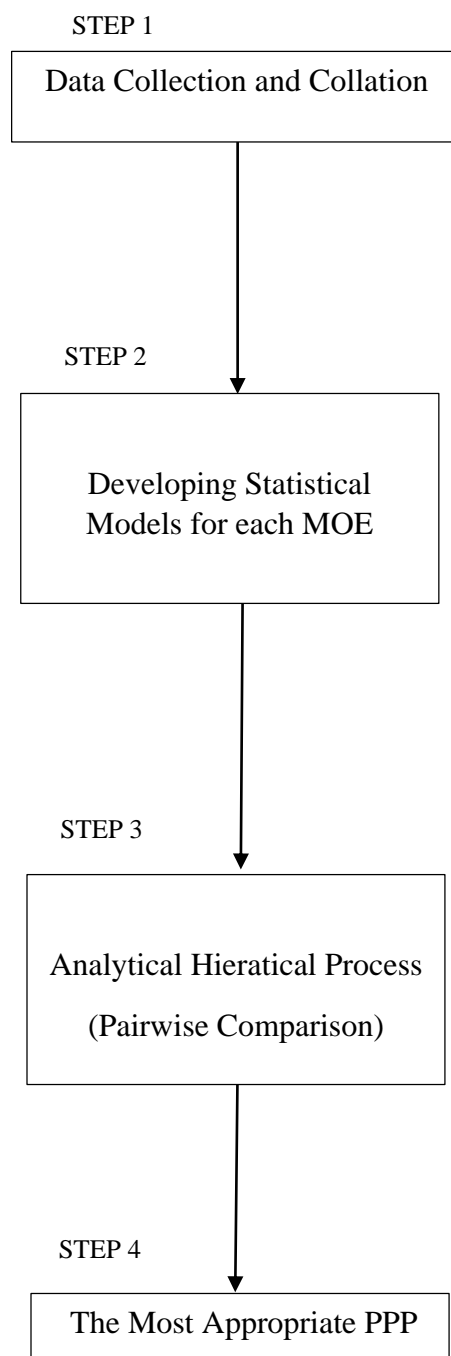 STEP 1
Data Collection and Collation
STEP 2
Developing Statistical
Models for each MOE
STEP 3
Analytical Hieratical Process
(Pairwise Comparison)
STEP 4
The Most Appropriate PPP